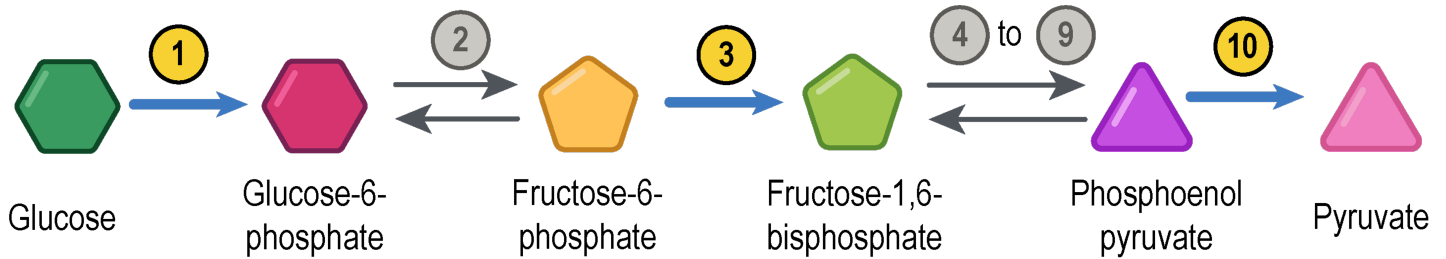 1
2
3
4 to 9
10
Glucose
Glucose-6-
phosphate
Fructose-6-
phosphate
Fructose-1,6-
bisphosphate
Phosphoenol
pyruvate
Pyruvate